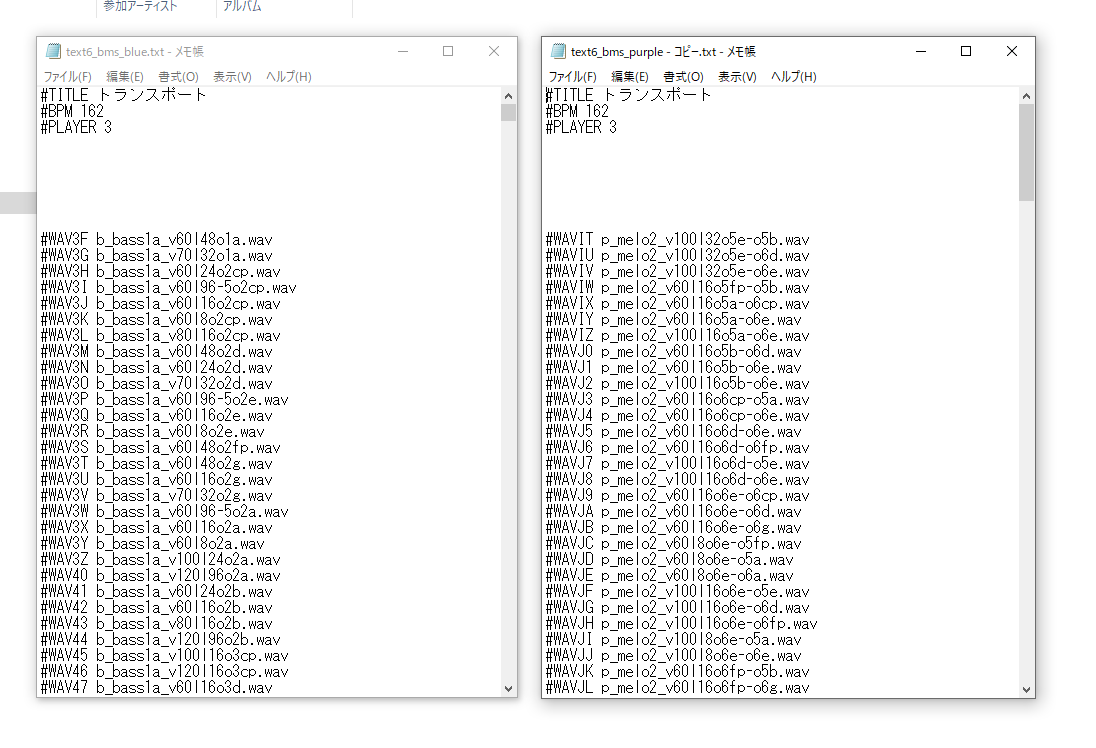 参加アーティスト アルバム
text6_bms_blue.txt - メモ帳
ファイル(F) 編集(E) 書式(O) 表示(V) ヘルプ(H)
#TITLE トランスポート
#BPM 162
#PLAYER 3
#WAV3F b_bass1a_v60l48o1a.wav
#WAV3G b_bass1a_v70l32o1a.wav
#WAV3H b_bass1a_v60l24o2cp.wav
#WAV3I b_bass1a_v60l96-5o2cp.wav
#WAV3J b_bass1a_v60l16o2cp.wav
#WAV3K b_bass1a_v60l8o2cp.wav
#WAV3L b_bass1a_v80l16o2cp.wav
#WAV3M b_bass1a_v60l48o2d.wav
#WAV3N b_bass1a_v60l24o2d.wav
#WAV3O b_bass1a_v70l32o2d.wav
#WAV3P b_bass1a_v60l96-5o2e.wav
#WAV3Q b_bass1a_v60l16o2e.wav
#WAV3R b_bass1a_v60l8o2e.wav
#WAV3S b_bass1a_v60l48o2fp.wav
#WAV3T b_bass1a_v60l48o2g.wav
#WAV3U b_bass1a_v60l16o2g.wav
#WAV3V b_bass1a_v70l32o2g.wav
#WAV3W b_bass1a_v60l96-5o2a.wav
#WAV3X b_bass1a_v60l16o2a.wav
#WAV3Y b_bass1a_v60l8o2a.wav
#WAV3Z b_bass1a_v100l24o2a.wav
#WAV40 b_bass1a_v120l96o2a.wav
#WAV41 b_bass1a_v60l24o2b.wav
#WAV42 b_bass1a_v60l16o2b.wav
#WAV43 b_bass1a_v80l16o2b.wav
#WAV44 b_bass1a_v120l96o2b.wav
#WAV45 b_bass1a_v100l16o3cp.wav
#WAV46 b_bass1a_v120l16o3cp.wav
#WAV47 b_bass1a_v60l16o3d.wav
text6_bms_purple - コピー.txt - メモ帳
ファイル(F) 編集(E) 書式(O) 表示(V) ヘルプ(H)
#TITLE トランスポート
#BPM 162
#PLAYER 3
#WAVIT p_melo2_v100l32o5e-o5b.wav
#WAVIU p_melo2_v100l32o5e-o6d.wav
#WAVIV p_melo2_v100l32o5e-o6e.wav
#WAVIW p_melo2_v60l16o5fp-o5b.wav
#WAVIX p_melo2_v60l16o5a-o6cp.wav
#WAVIY p_melo2_v60l16o5a-o6e.wav
#WAVIZ p_melo2_v100l16o5a-o6e.wav
#WAVJ0 p_melo2_v60l16o5b-o6d.wav
#WAVJ1 p_melo2_v60l16o5b-o6e.wav
#WAVJ2 p_melo2_v100l16o5b-o6e.wav
#WAVJ3 p_melo2_v60l16o6cp-o5a.wav
#WAVJ4 p_melo2_v60l16o6cp-o6e.wav
#WAVJ5 p_melo2_v60l16o6d-o6e.wav
#WAVJ6 p_melo2_v60l16o6d-o6fp.wav
#WAVJ7 p_melo2_v100l16o6d-o5e.wav
#WAVJ8 p_melo2_v100l16o6d-o6e.wav
#WAVJ9 p_melo2_v60l16o6e-o6cp.wav
#WAVJA p_melo2_v60l16o6e-o6d.wav
#WAVJB p_melo2_v60l16o6e-o6g.wav
#WAVJC p_melo2_v60l8o6e-o5fp.wav
#WAVJD p_melo2_v60l8o6e-o5a.wav
#WAVJE p_melo2_v60l8o6e-o6a.wav
#WAVJF p_melo2_v100l16o6e-o5e.wav
#WAVJG p_melo2_v100l16o6e-o6d.wav
#WAVJH p_melo2_v100l16o6e-o6fp.wav
#WAVJI p_melo2_v100l8o6e-o5a.wav
#WAVJJ p_melo2_v100l8o6e-o6e.wav
#WAVJK p_melo2_v60l16o6fp-o5b.wav
#WAVJL p_melo2_v60l16o6fp-o6g.wav